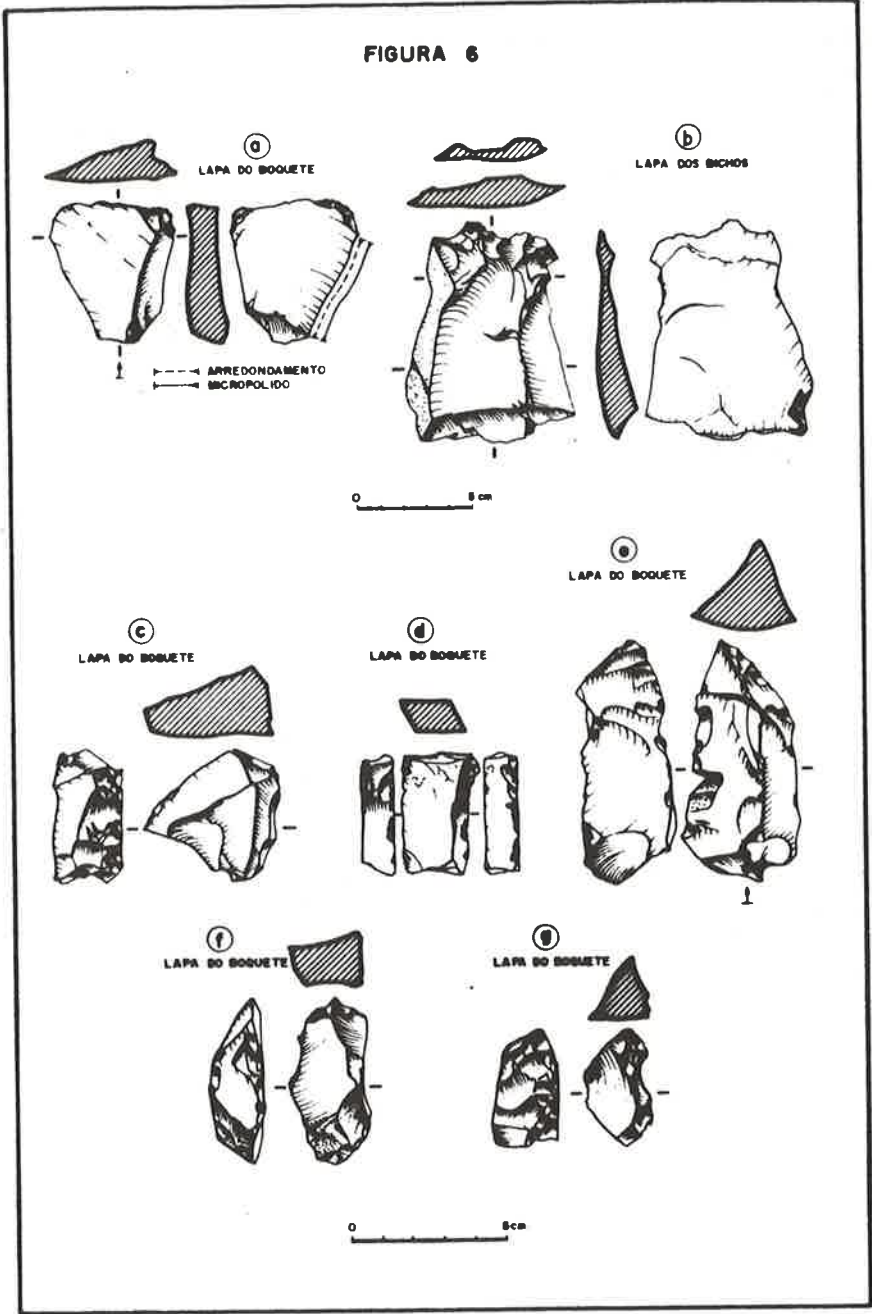 FIGURA 6
a
LAPA DO BOQUETE
b
LAPA DOS BICHOS
ARREDONDAMENTO
MICROPOLIDO
0 5 cm
e
LAPA DO BOQUETE
c
LAPA DO BOQUETE
d
LAPA DO BOQUETE
f
LAPA DO BOQUETE
g
LAPA DO BOQUETE
0 5cm